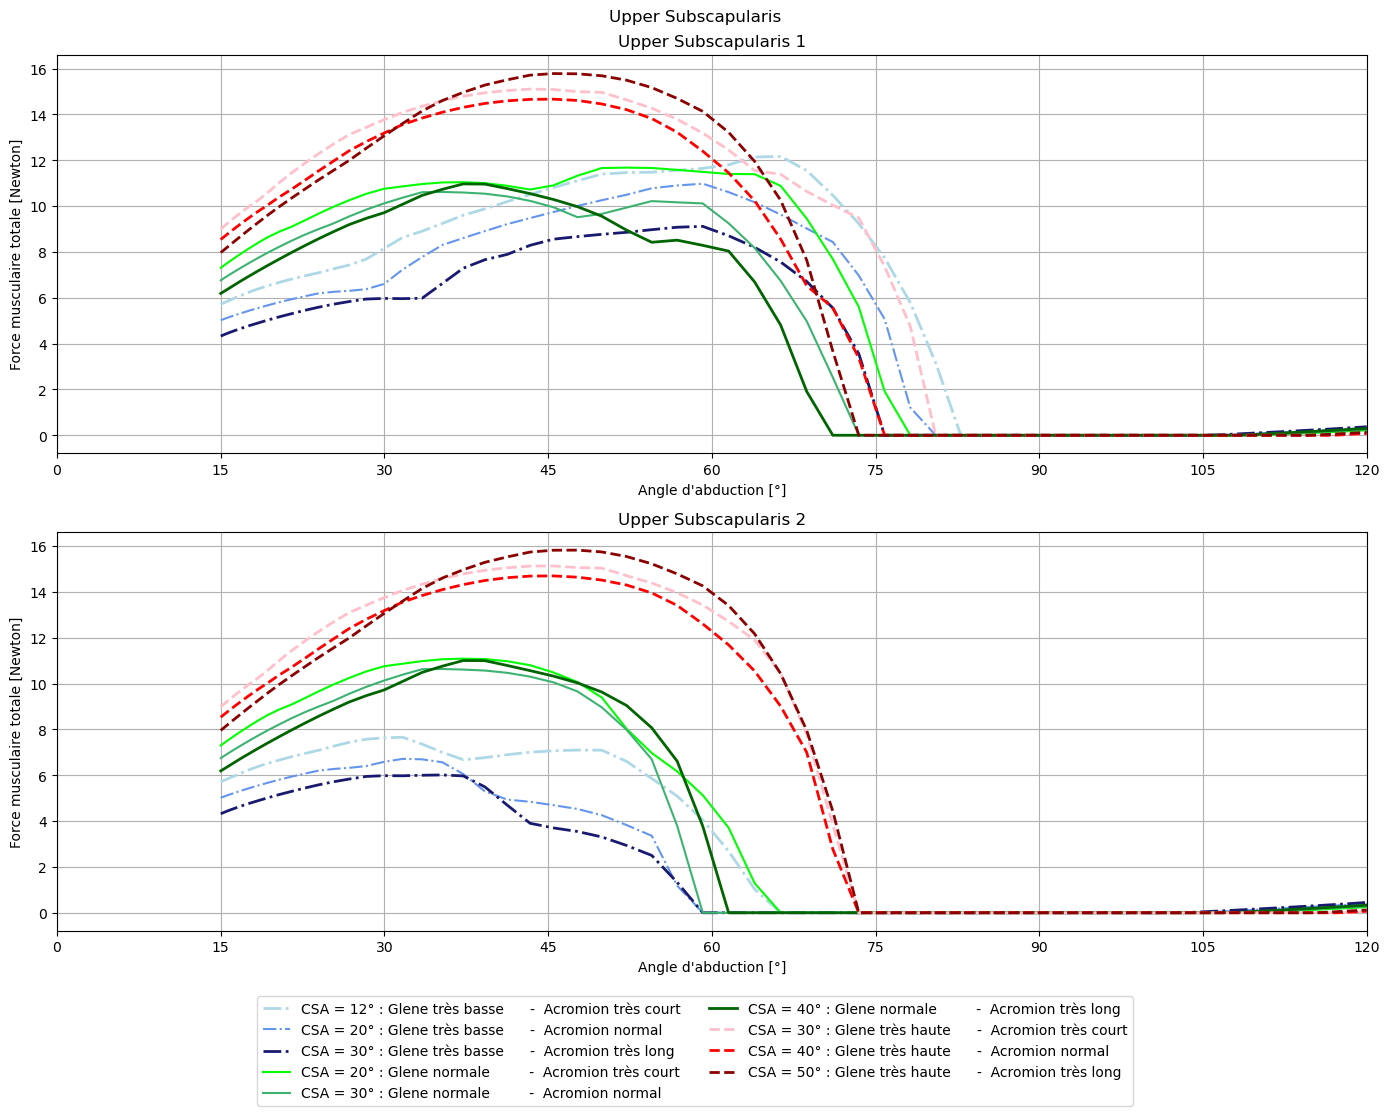 Upper Subscapularis
Upper Subscapularis 1
Force musculaire totale [Newton]
16
14
12
10
8
6
4
2
0
0 15 30 45 60 75 90 105 120
Angle d'abduction [°]
Upper Subscapularis 2
Force musculaire totale [Newton]
16
14
12
10
8
6
4
2
0
0 15 30 45 60 75 90 105 120
Angle d'abduction [°]
CSA = 12° : Glene très basse - Acromion très court
CSA = 20° : Glene très basse - Acromion normal
CSA = 30° : Glene très basse - Acromion très long
CSA = 20° : Glene normale - Acromion très court
CSA = 30° : Glene normale - Acromion normal
CSA = 40° : Glene normale - Acromion très long
CSA = 30° : Glene très haute - Acromion très court
CSA = 40° : Glene très haute - Acromion normal
CSA = 50° : Glene très haute - Acromion très long